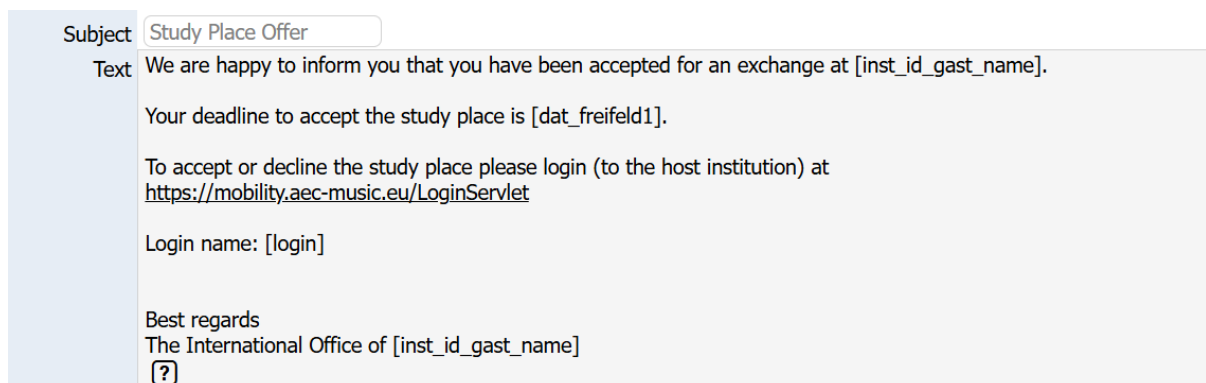 Subject Study Place Offer
Text We are happy to inform you that you have been accepted for an exchange at [inst_id_gast_name].
Your deadline to accept the study place is [dat_freifeld1].
To accept or decline the study place please login (to the host institution) at
https://mobility.aec-music.eu/LoginServlet
Login name: [login]
Best regards
The International Office of [inst_id_gast_name]
?